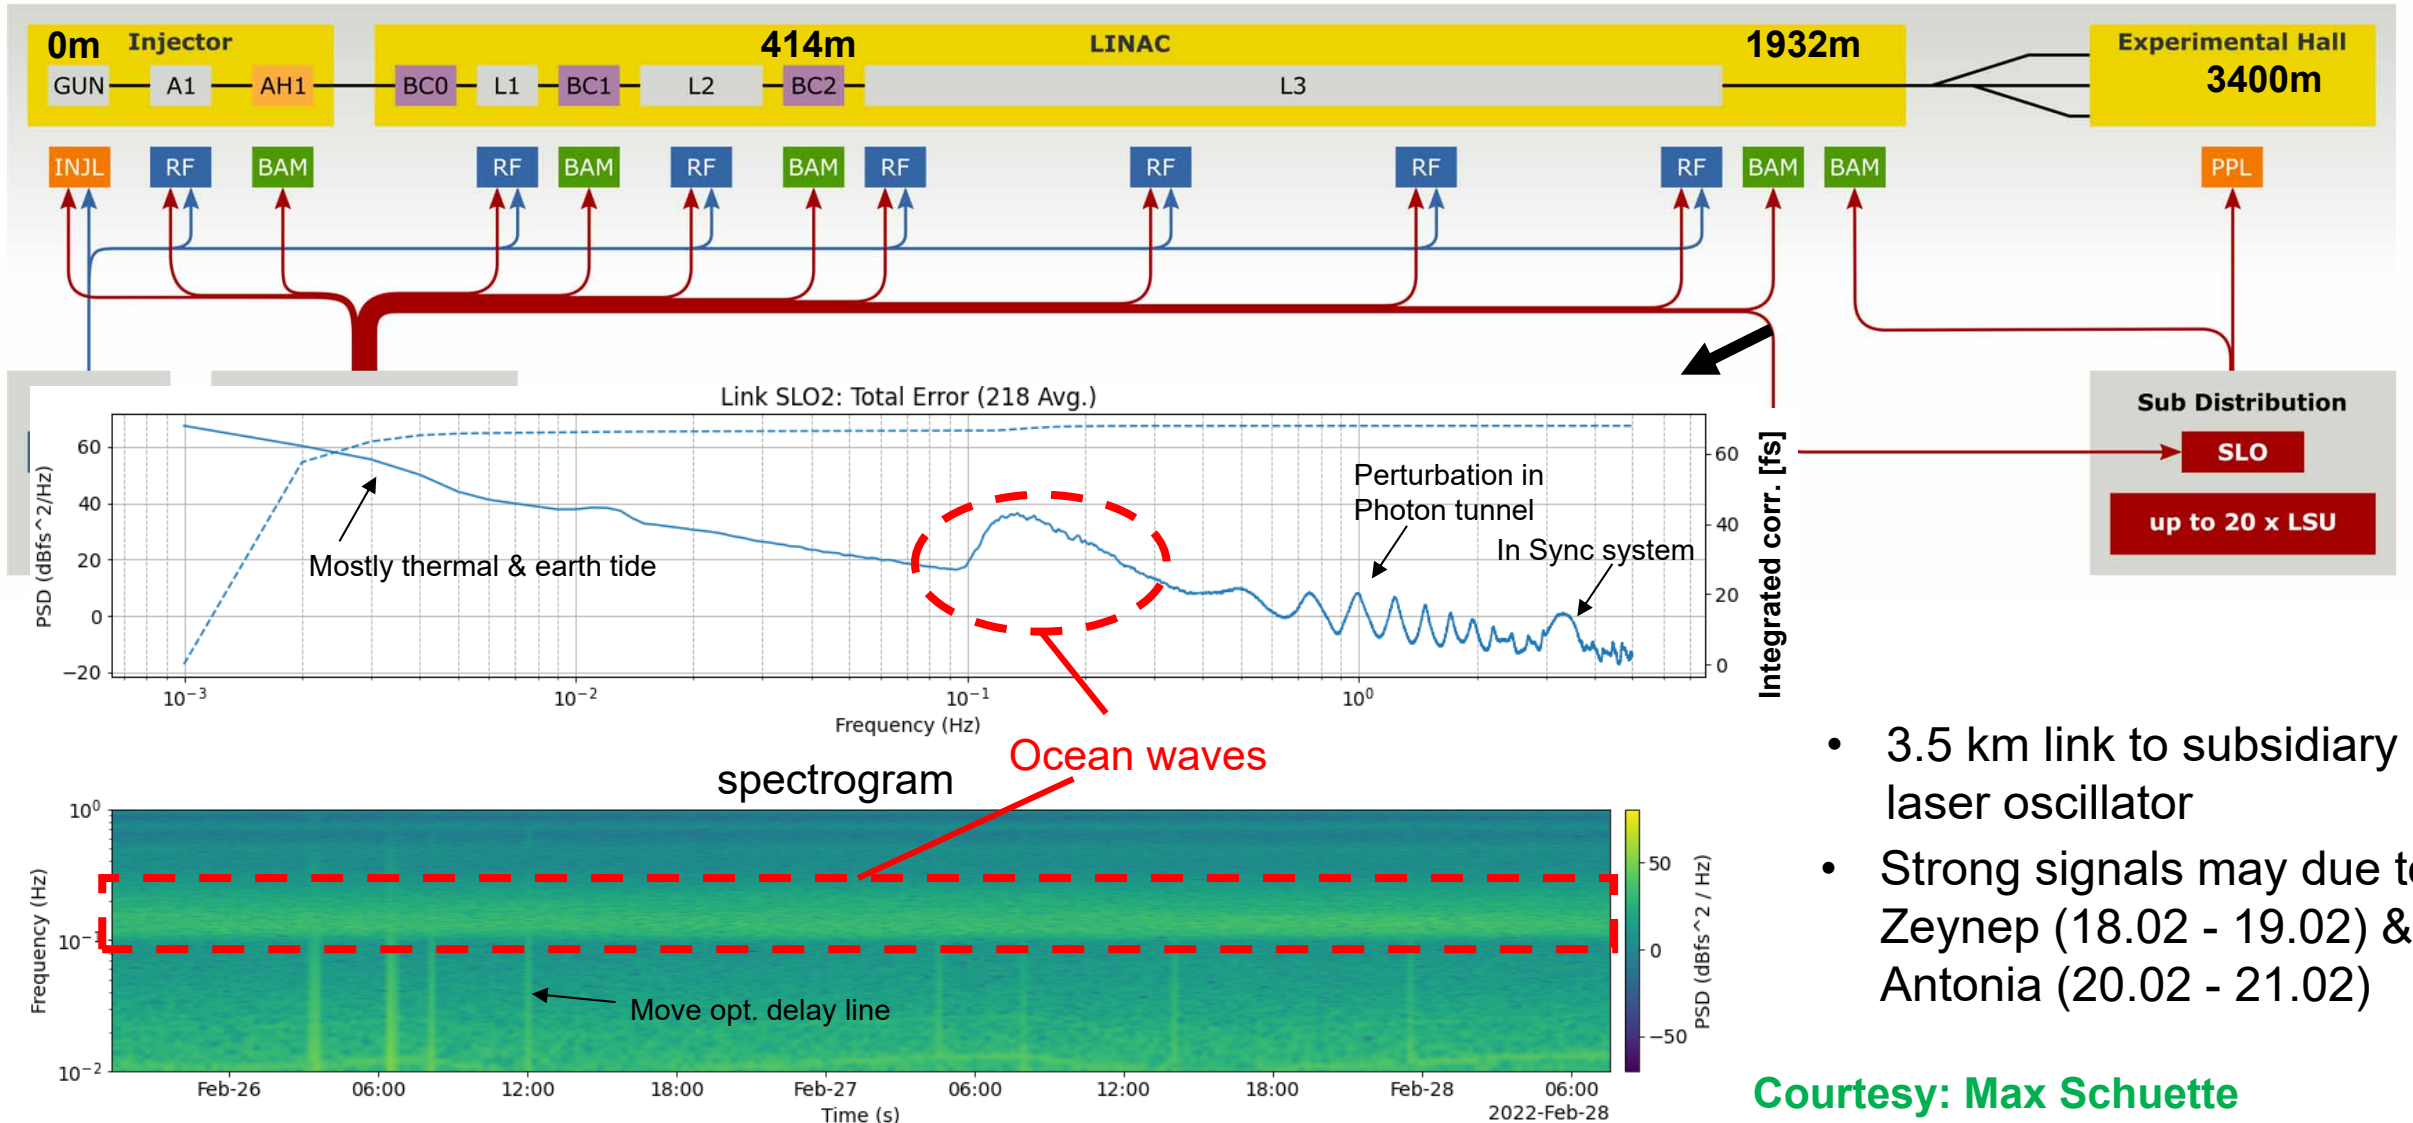 0m Injector
414m
LINAC
1932m
Experimental Hall
3400m
GUN A1 AH1 BC0 L1 BC1 L2 BC2 L3
INJL RF BAM RF BAM RF BAM RF RF RF RF BAM BAM PPL
Link SLO2: Total Error (218 Avg.)
PSD (dBfs^2/Hz)
60
40
20
0
−20
60
40
20
0
Integrated corr. [fs]
Mostly thermal & earth tide
Perturbation in
Photon tunnel
In Sync system
10⁻³ 10⁻² 10⁻¹ 10⁰
Frequency (Hz)
Sub Distribution
SLO
up to 20 x LSU
Ocean waves
spectrogram
Frequency (Hz)
10⁰
10⁻¹
10⁻²
Move opt. delay line
50
0
−50
PSD (dBfs^2 / Hz)
Feb-26 06:00 12:00 18:00 Feb-27 06:00 12:00 18:00 Feb-28 06:00
Time (s)
2022-Feb-28
• 3.5 km link to subsidiary
laser oscillator
• Strong signals may due t
Zeynep (18.02 - 19.02) &
Antonia (20.02 - 21.02)
Courtesy: Max Schuette